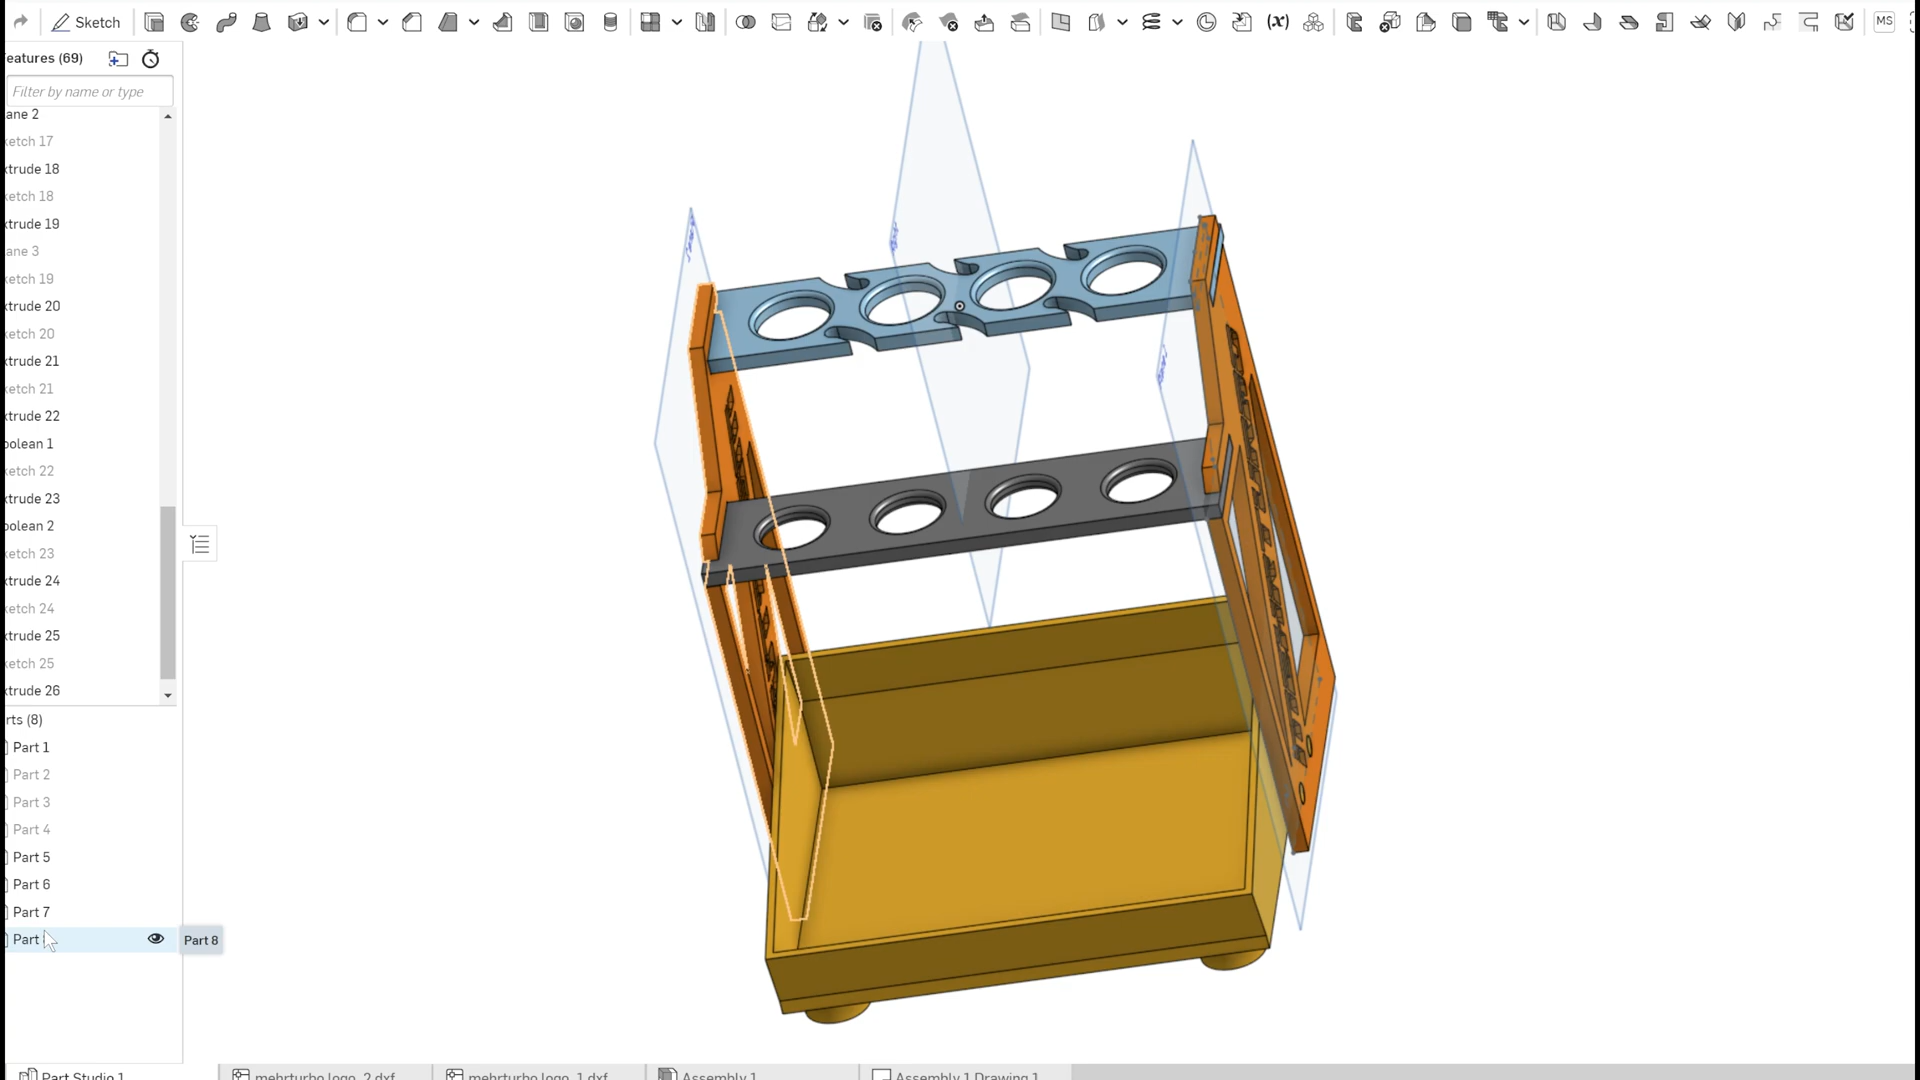 Sketch
MS
eatures (69)
Filter by name or type
ane 2
ketch 17
xtrude 18
ketch 18
xtrude 19
ane 3
ketch 19
xtrude 20
ketch 20
xtrude 21
ketch 21
xtrude 22
oolean 1
ketch 22
xtrude 23
oolean 2
ketch 23
xtrude 24
ketch 24
xtrude 25
ketch 25
xtrude 26
rts (8)
Part 1
Part 2
Part 3
Part 4
Part 5
Part 6
Part 7
Part
Part 8
Part Studio 1
mehrturbo logo_2.dxf
mehrturbo logo_1.dxf
Assembly 1
Assembly 1 Drawing 1